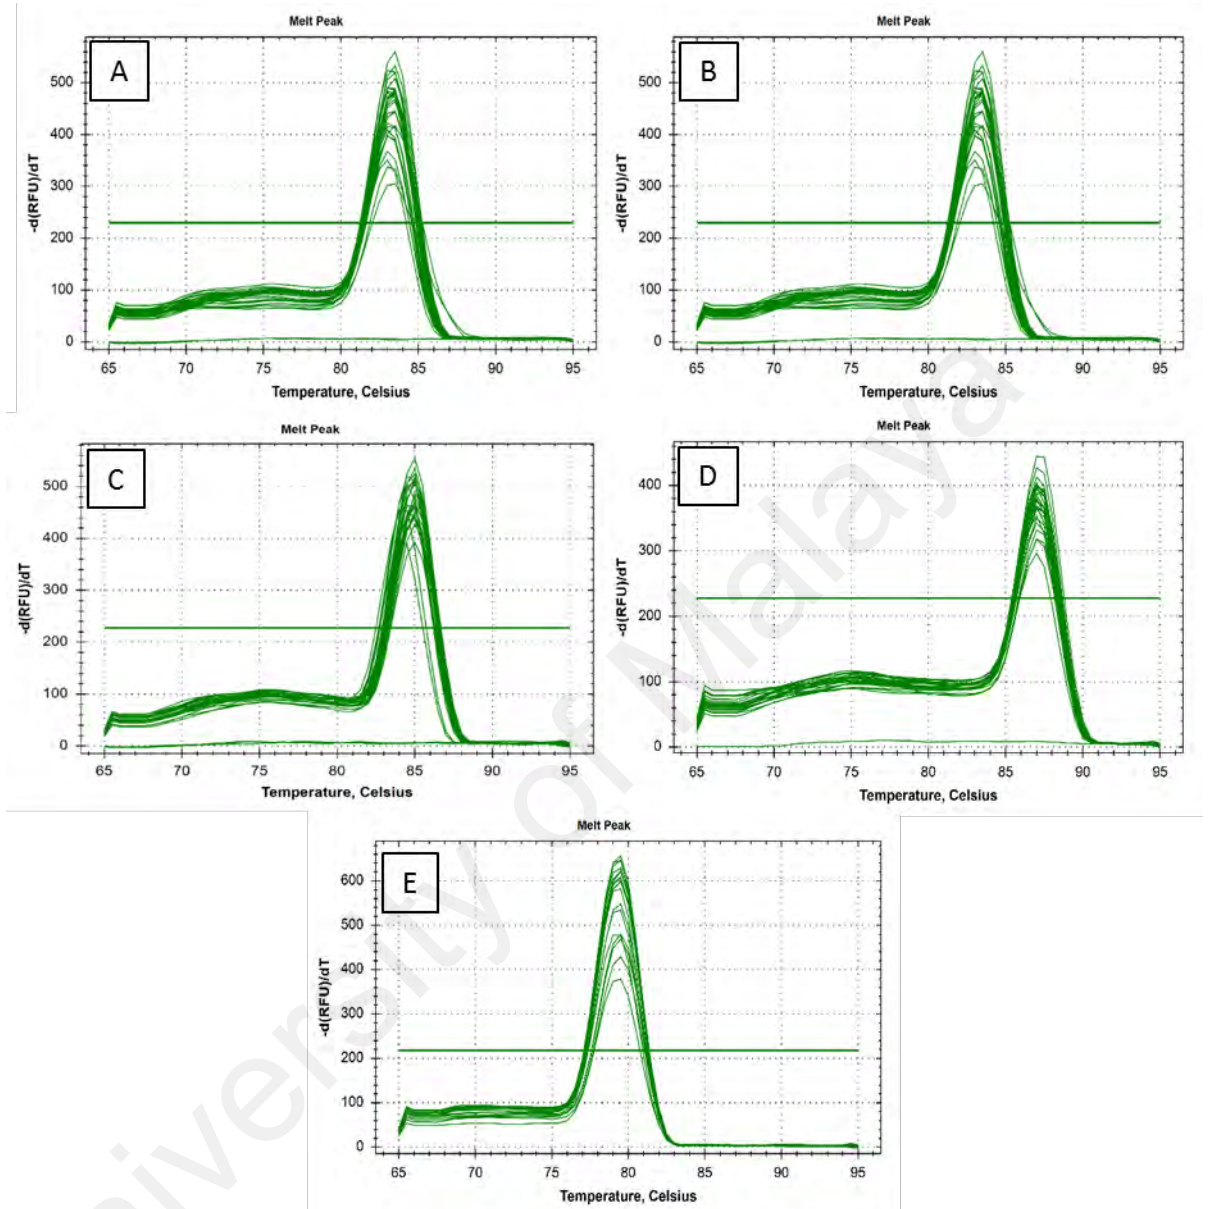 Melt Peak
A
-d(RFU)/dT
500
400
300
200
100
0
65 70 75 80 85 90 95
Temperature, Celsius
Melt Peak
B
-d(RFU)/dT
500
400
300
200
100
0
65 70 75 80 85 90 95
Temperature, Celsius
Melt Peak
C
-d(RFU)/dT
500
400
300
200
100
0
65 70 75 80 85 90 95
Temperature, Celsius
Melt Peak
D
-d(RFU)/dT
400
300
200
100
0
65 70 75 80 85 90 95
Temperature, Celsius
Melt Peak
E
-d(RFU)/dT
600
500
400
300
200
100
0
65 70 75 80 85 90 95
Temperature, Celsius
niversity of Malaya